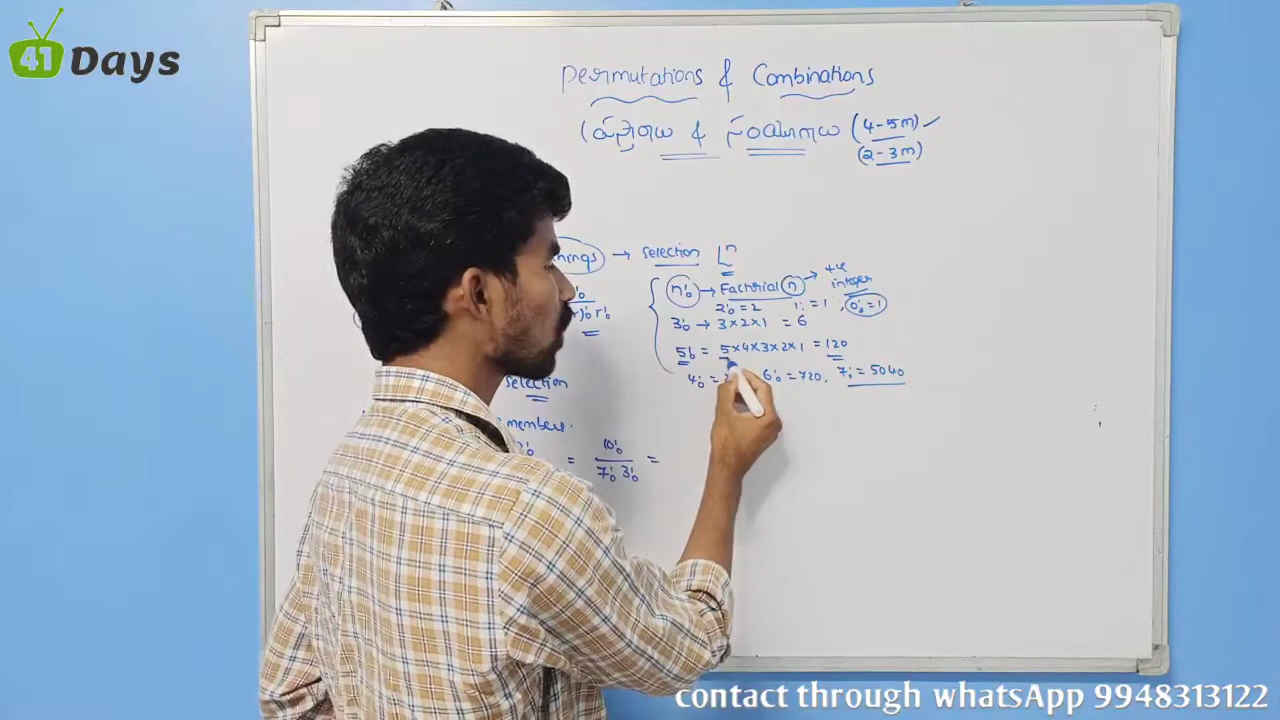 41 Days
Permutations & Combinations
(ప్రస్తారాలు & సంయోగాలు (4-5m) ✓
(2-3m)
things → selection
n! → Factorial n → +ve integer
2! = 2 1! = 1 , 0! = 1
3! → 3×2×1 = 6
5! = 5×4×3×2×1 = 120
4! = 6! = 720, 7! = 5040
selection
members.
= 10! / 7! 3! =
contact through whatsApp 9948313122